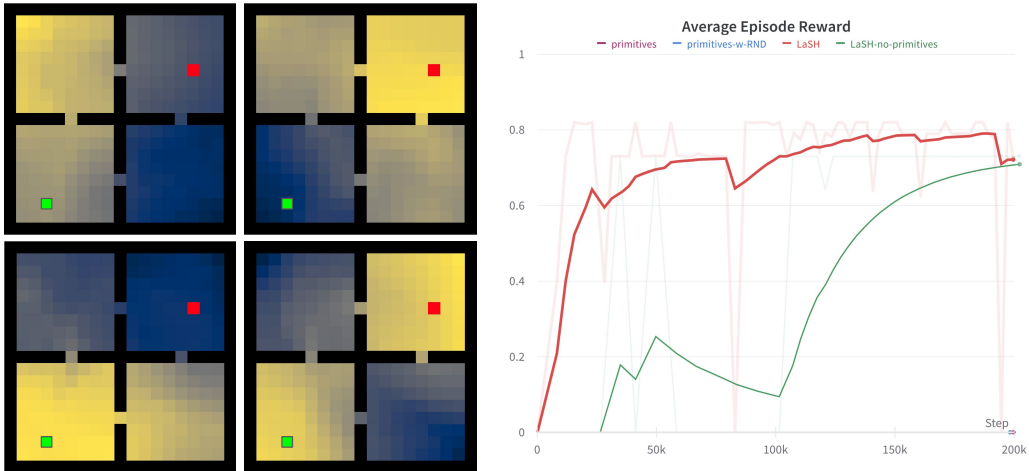 Average Episode Reward
primitives primitives-w-RND LaSH LaSH-no-primitives
1
0.8
0.6
0.4
0.2
0
Step
0 50k 100k 150k 200k